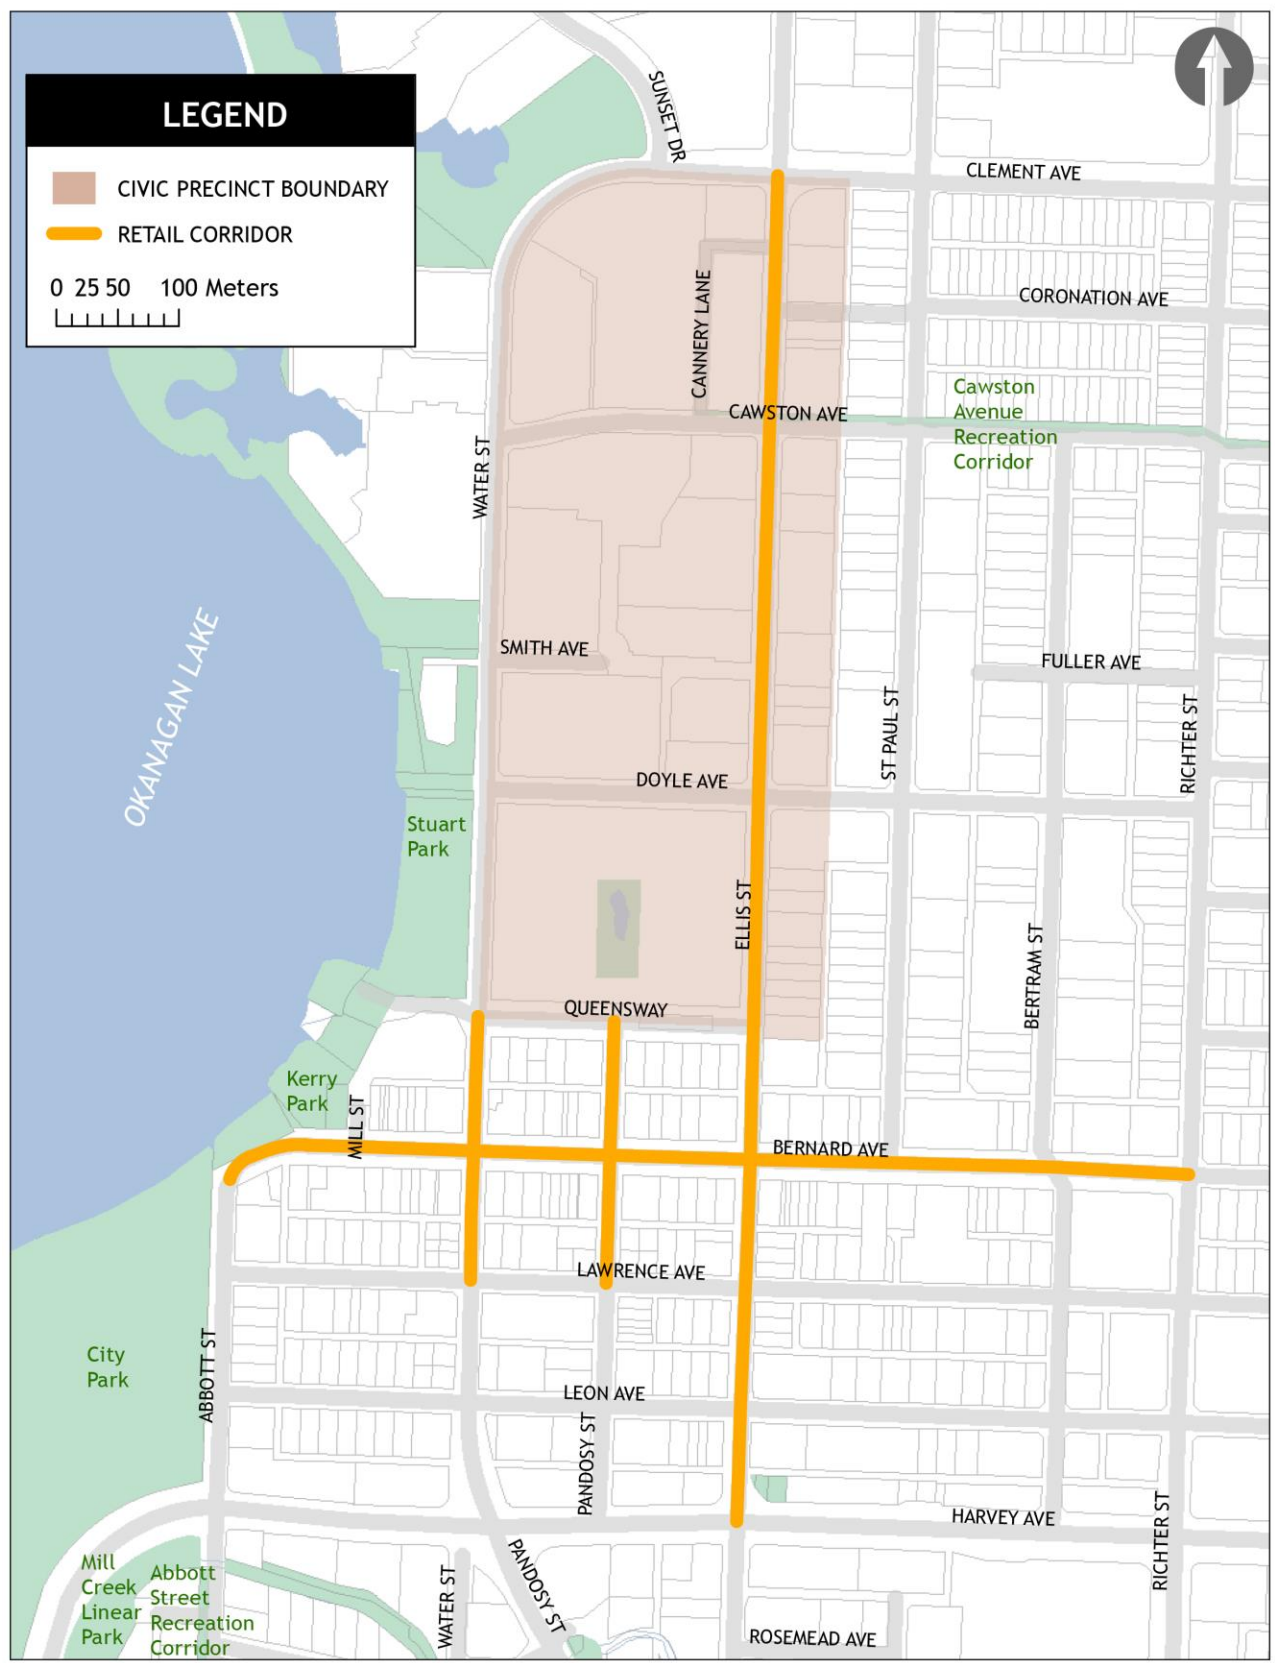 LEGEND
CIVIC PRECINCT BOUNDARY
RETAIL CORRIDOR
0 25 50 100 Meters
SUNSET DR
CLEMENT AVE
CANNERY LANE
CORONATION AVE
CAWSTON AVE
Cawston
Avenue
Recreation
Corridor
WATER ST
OKANAGAN LAKE
SMITH AVE
FULLER AVE
ST PAUL ST
RICHTER ST
DOYLE AVE
Stuart
Park
ELLIS ST
BERTRAM ST
QUEENSWAY
Kerry
Park
MILL ST
BERNARD AVE
LAWRENCE AVE
City
Park
ABBOTT ST
LEON AVE
PANDOSY ST
HARVEY AVE
RICHTER ST
Mill
Creek
Linear
Park
Abbott
Street
Recreation
Corridor
WATER ST
PANDOSY ST
ROSEMEAD AVE